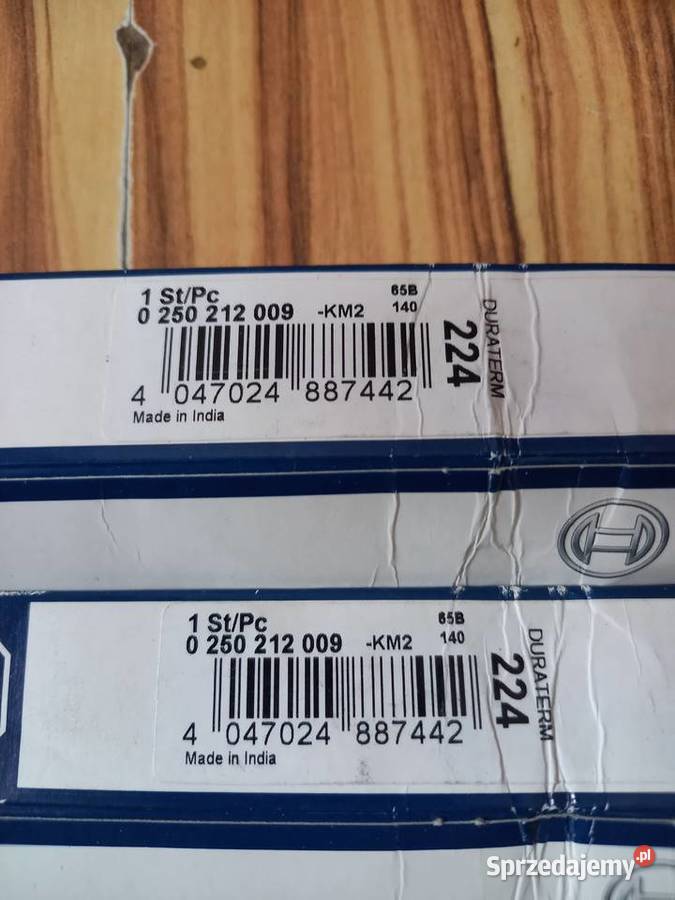 1 St/Pc
0 250 212 009 -KM2
65B
140
224
DURATERM
4 047024 887442
Made in India
1 St/Pc
0 250 212 009 -KM2
65B
140
224
DURATERM
4 047024 887442
Made in India
Sprzedajemy.pl